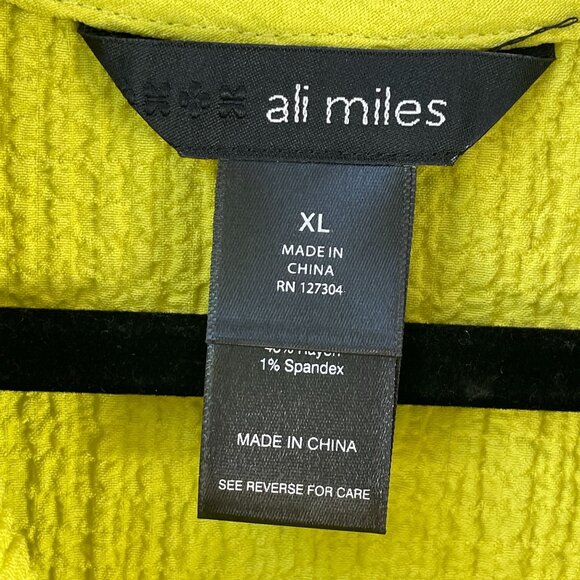 ali miles
XL
MADE IN
CHINA
RN 127304
1% Spandex
MADE IN CHINA
SEE REVERSE FOR CARE